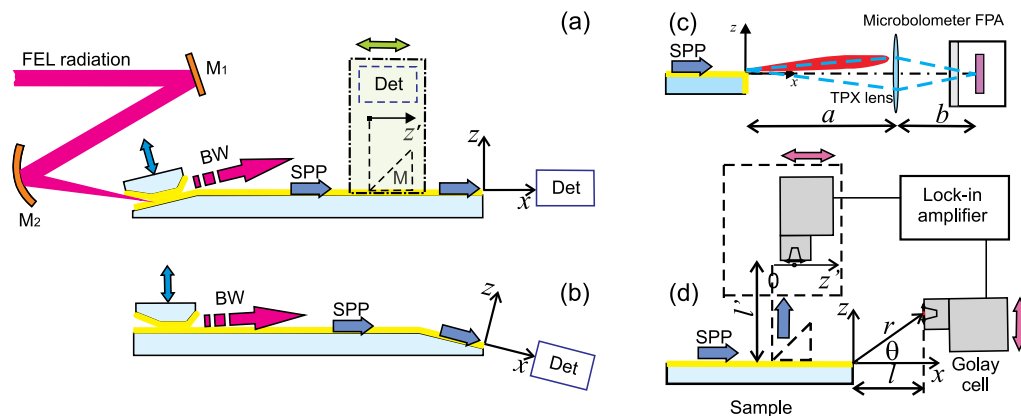 (a)
FEL radiation
M1
Det
z'
M
BW
SPP
z
x
Det
M2
(b)
BW
SPP
z
x
Det
(c)
Microbolometer FPA
z
SPP
x
TPX lens
a
b
Lock-in
amplifier
0
z'
l'
(d)
z
SPP
r
θ
l
x
Golay
cell
Sample